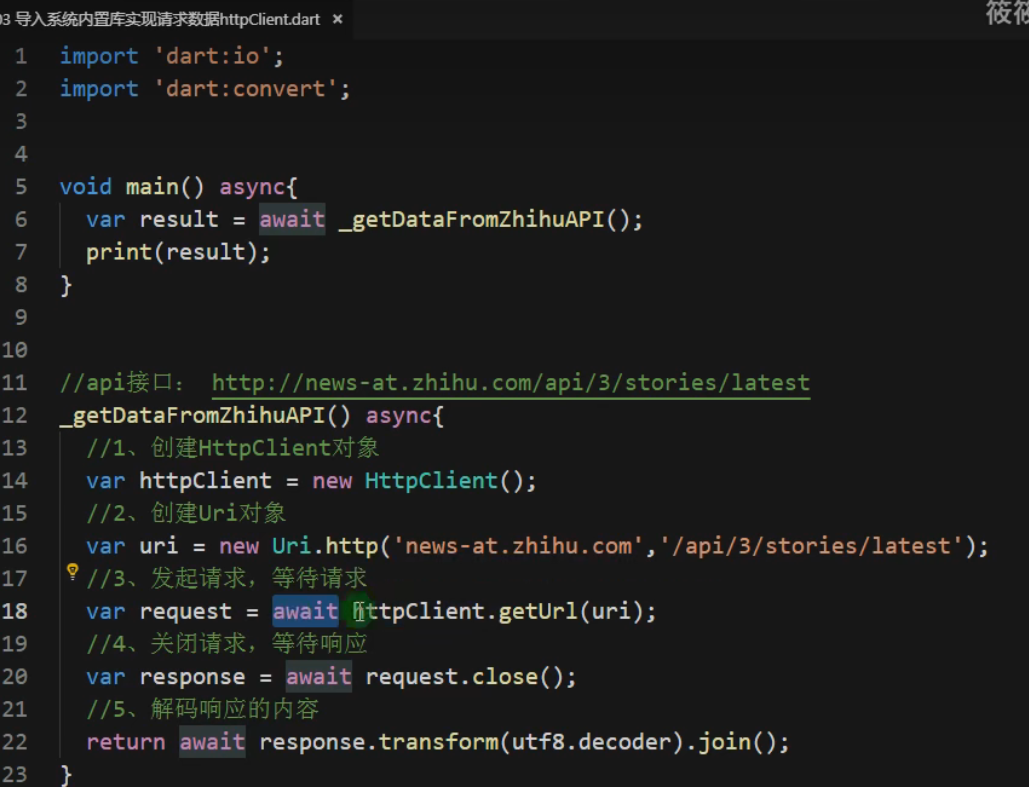 03 导入系统内置库实现请求数据httpClient.dart ×
筱筱
1 import 'dart:io';
2 import 'dart:convert';
3
4
5 void main() async{
6 var result = await _getDataFromZhihuAPI();
7 print(result);
8 }
9
10
11 //api接口： http://news-at.zhihu.com/api/3/stories/latest
12 _getDataFromZhihuAPI() async{
13 //1、创建HttpClient对象
14 var httpClient = new HttpClient();
15 //2、创建Uri对象
16 var uri = new Uri.http('news-at.zhihu.com','/api/3/stories/latest');
17 //3、发起请求，等待请求
18 var request = await httpClient.getUrl(uri);
19 //4、关闭请求，等待响应
20 var response = await request.close();
21 //5、解码响应的内容
22 return await response.transform(utf8.decoder).join();
23 }